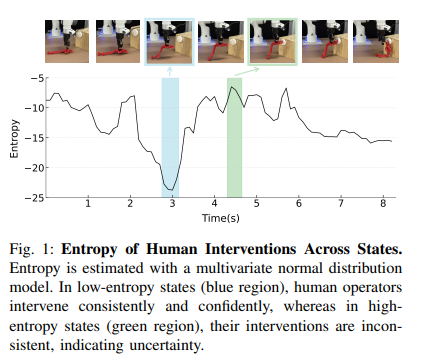 −5
−10
−15
−20
−25
Entropy
1 2 3 4 5 6 7 8
Time(s)
Fig. 1: Entropy of Human Interventions Across States.
Entropy is estimated with a multivariate normal distribution
model. In low-entropy states (blue region), human operators
intervene consistently and confidently, whereas in high-
entropy states (green region), their interventions are incon-
sistent, indicating uncertainty.